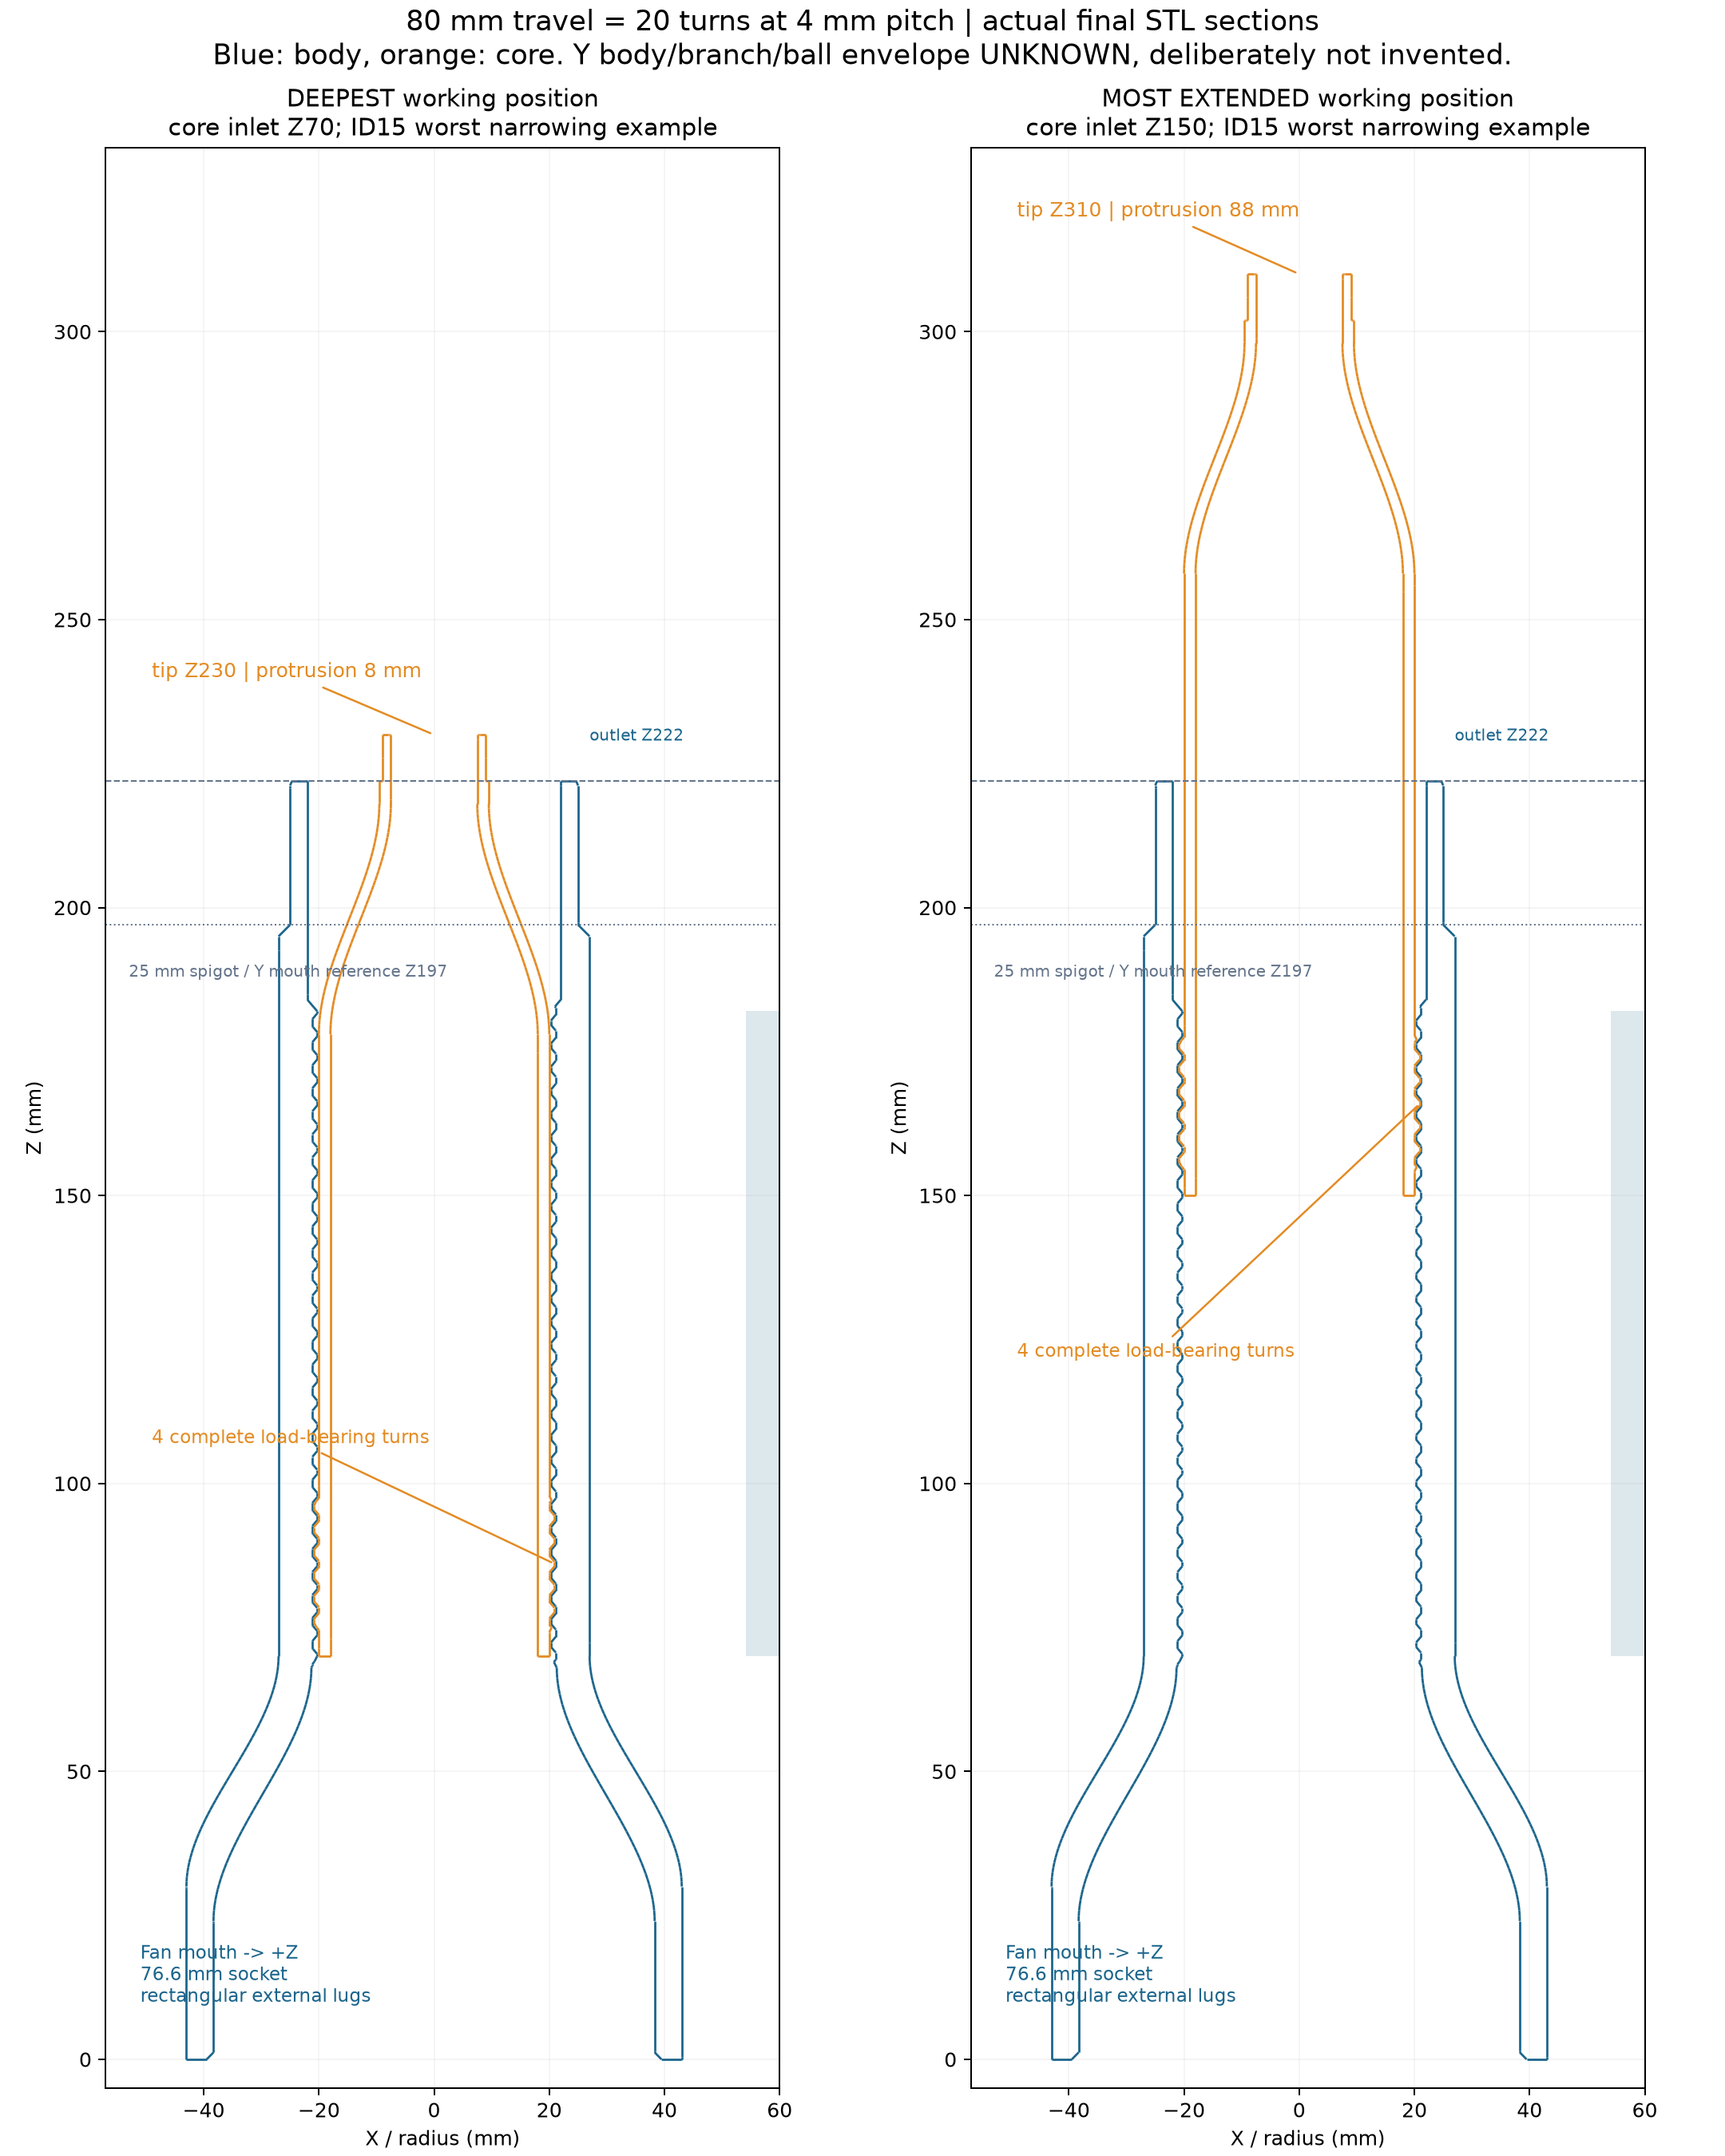 80 mm travel = 20 turns at 4 mm pitch | actual final STL sections
Blue: body, orange: core. Y body/branch/ball envelope UNKNOWN, deliberately not invented.
DEEPEST working position
core inlet Z70; ID15 worst narrowing example
tip Z230 | protrusion 8 mm
outlet Z222
25 mm spigot / Y mouth reference Z197
4 complete load-bearing turns
Fan mouth -> +Z
76.6 mm socket
rectangular external lugs
300
250
200
150
100
50
0
Z (mm)
−40 −20 0 20 40 60
X / radius (mm)
MOST EXTENDED working position
core inlet Z150; ID15 worst narrowing example
tip Z310 | protrusion 88 mm
outlet Z222
25 mm spigot / Y mouth reference Z197
4 complete load-bearing turns
Fan mouth -> +Z
76.6 mm socket
rectangular external lugs
300
250
200
150
100
50
0
Z (mm)
−40 −20 0 20 40 60
X / radius (mm)